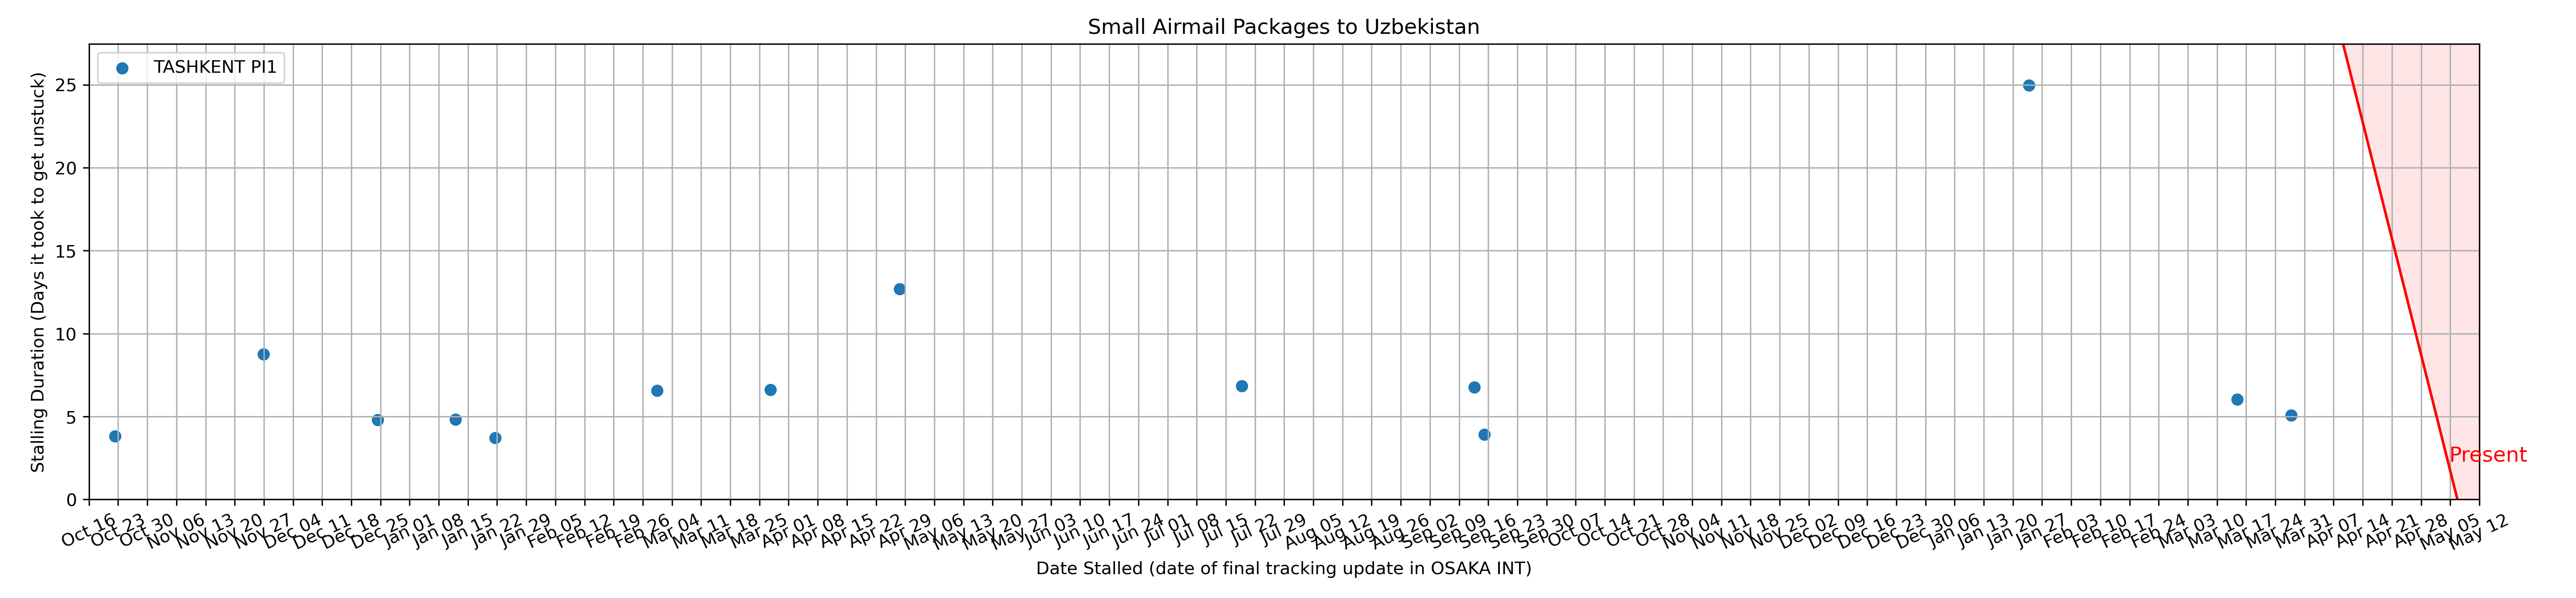 Small Airmail Packages to Uzbekistan
TASHKENT PI1
Stalling Duration (Days it took to get unstuck)
25
20
15
10
5
0
Present
Oct 16 Oct 23 Oct 30 Nov 06 Nov 13 Nov 20 Nov 27 Dec 04 Dec 11 Dec 18 Dec 25 Jan 01 Jan 08 Jan 15 Jan 22 Jan 29 Feb 05 Feb 12 Feb 19 Feb 26 Mar 04 Mar 11 Mar 18 Mar 25 Apr 01 Apr 08 Apr 15 Apr 22 Apr 29 May 06 May 13 May 20 May 27 Jun 03 Jun 10 Jun 17 Jun 24 Jul 01 Jul 08 Jul 15 Jul 22 Jul 29 Aug 05 Aug 12 Aug 19 Aug 26 Sep 02 Sep 09 Sep 16 Sep 23 Sep 30 Oct 07 Oct 14 Oct 21 Oct 28 Nov 04 Nov 11 Nov 18 Nov 25 Dec 02 Dec 09 Dec 16 Dec 23 Dec 30 Jan 06 Jan 13 Jan 20 Jan 27 Feb 03 Feb 10 Feb 17 Feb 24 Mar 03 Mar 10 Mar 17 Mar 24 Mar 31 Apr 07 Apr 14 Apr 21 Apr 28 May 05 May 12
Date Stalled (date of final tracking update in OSAKA INT)